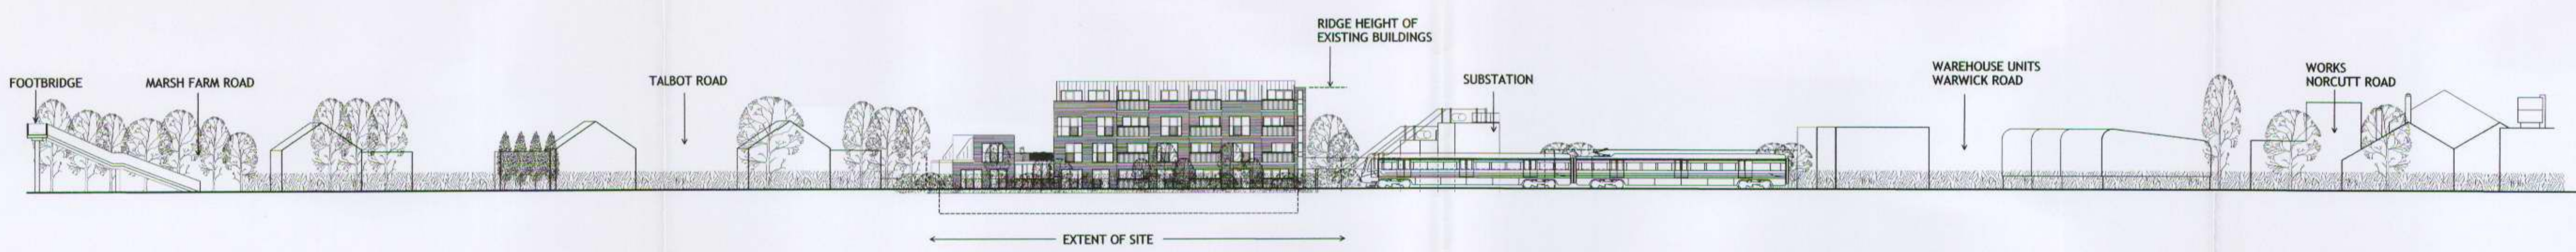 FOOTBRIDGE
MARSH FARM ROAD
TALBOT ROAD
RIDGE HEIGHT OF
EXISTING BUILDINGS
SUBSTATION
WAREHOUSE UNITS
WARWICK ROAD
WORKS
NORCUTT ROAD
EXTENT OF SITE